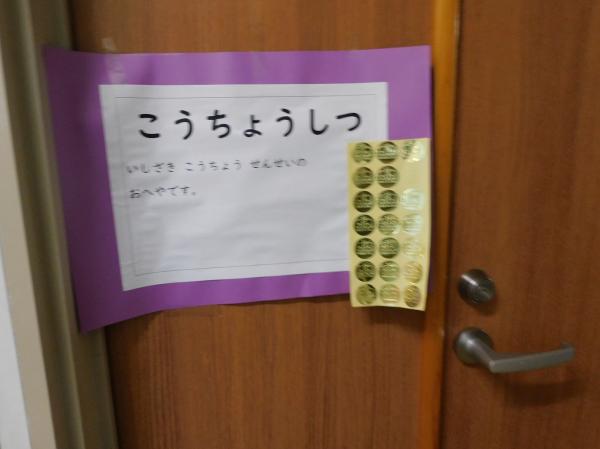 こうちょうしつ
いしざき こうちょう せんせいの
おへやです。